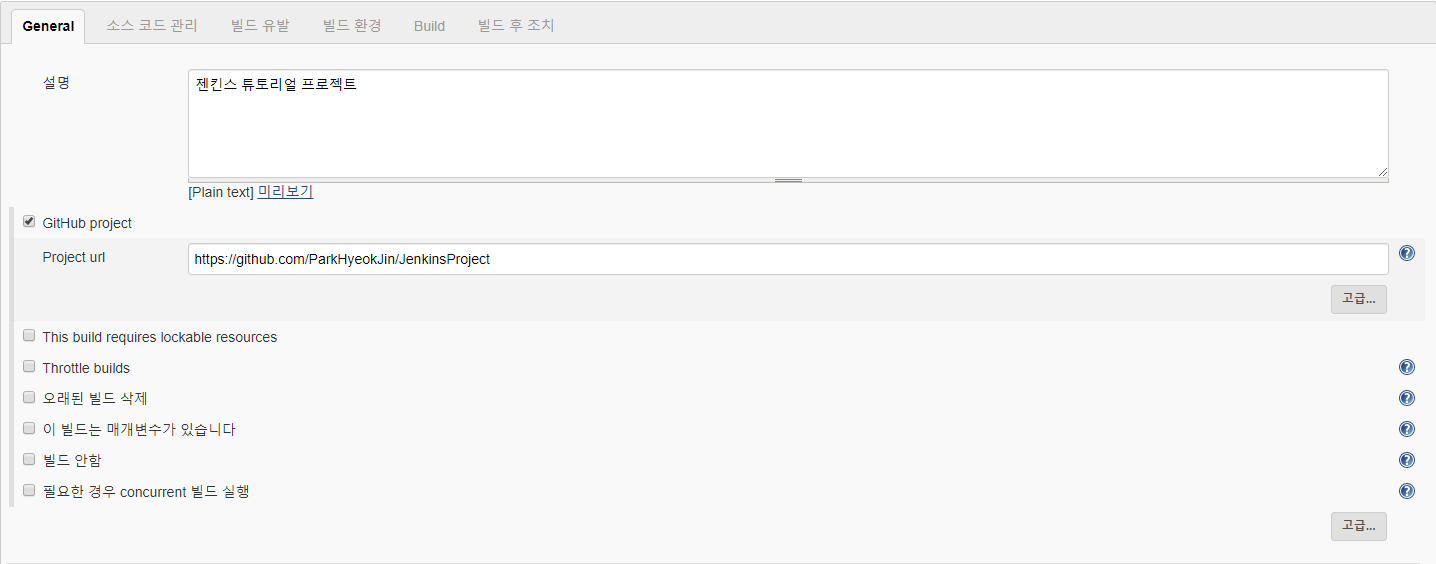 General 소스 코드 관리 빌드 유발 빌드 환경 Build 빌드 후 조치
설명 젠킨스 튜토리얼 프로젝트
[Plain text] 미리보기
GitHub project
Project url https://github.com/ParkHyeokJin/JenkinsProject
고급...
This build requires lockable resources
Throttle builds
오래된 빌드 삭제
이 빌드는 매개변수가 있습니다
빌드 안함
필요한 경우 concurrent 빌드 실행
고급...